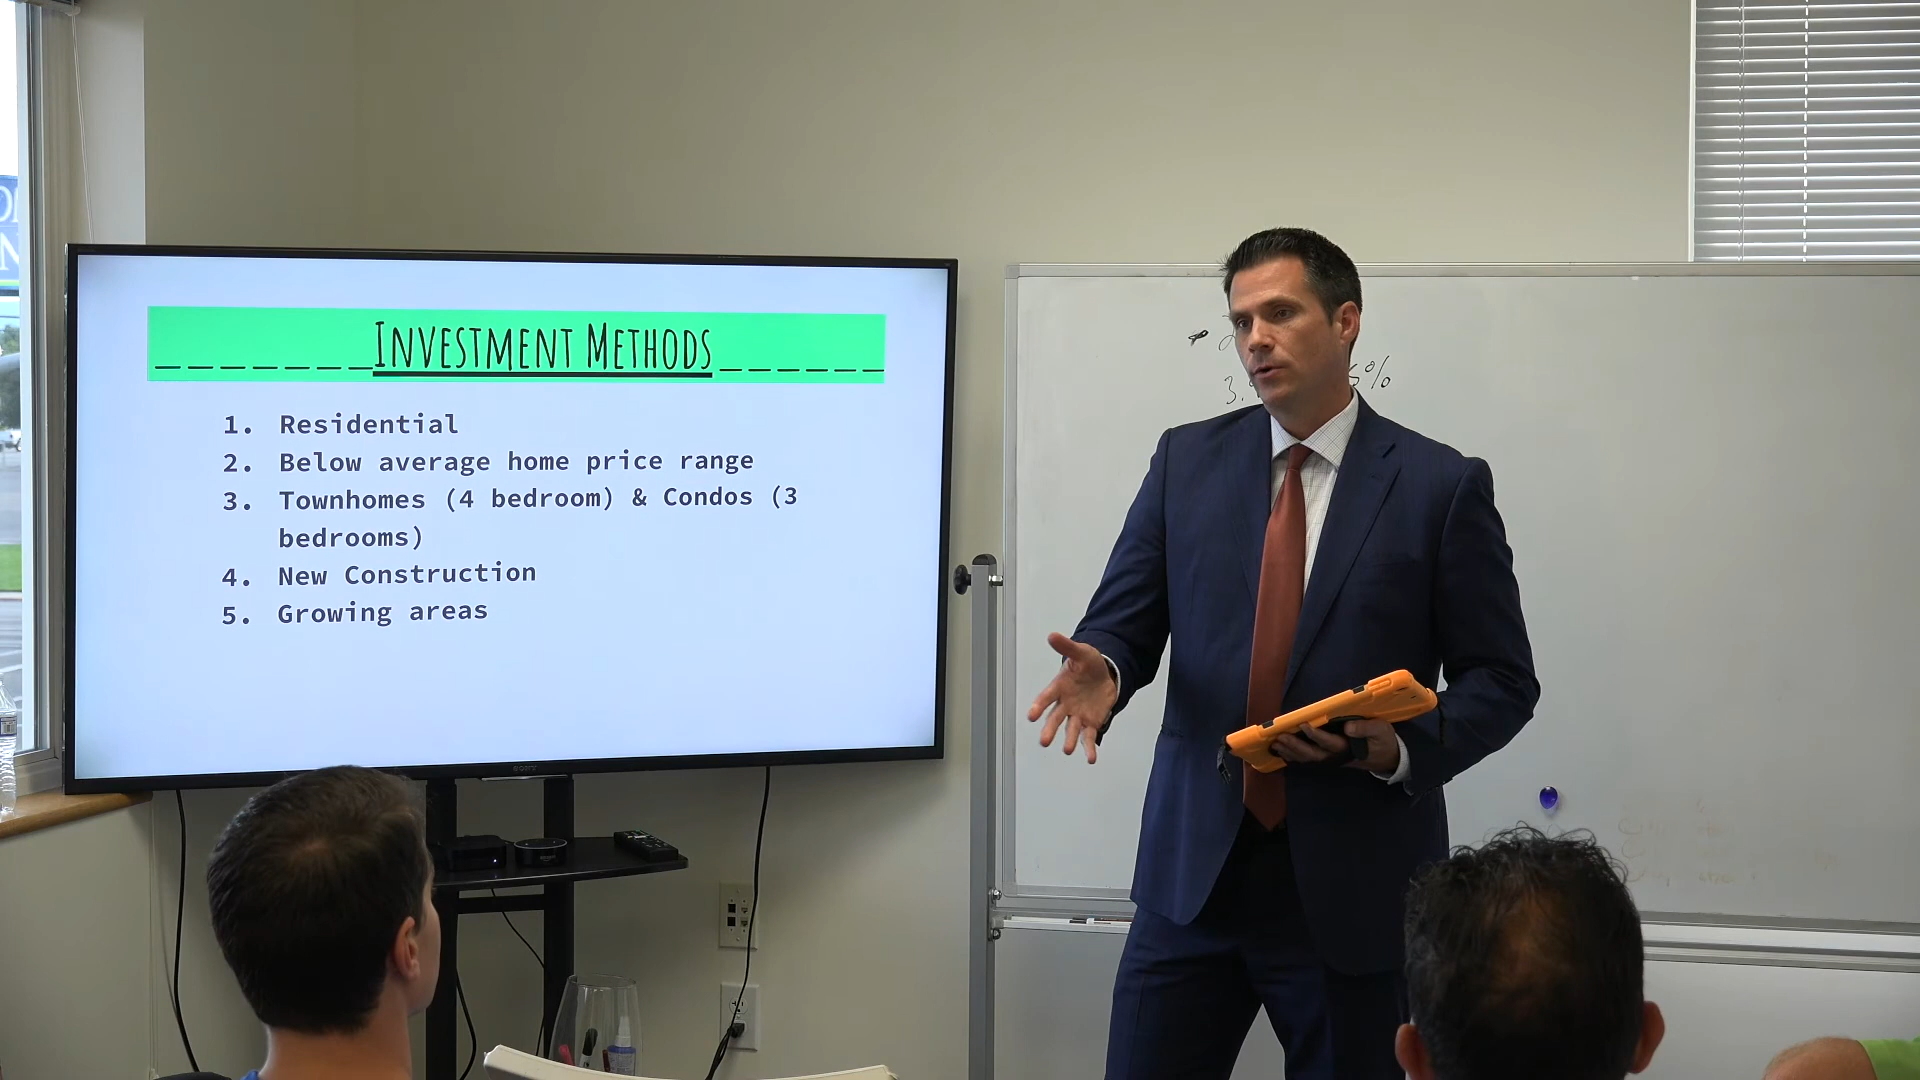 Investment Methods
1. Residential
2. Below average home price range
3. Townhomes (4 bedroom) & Condos (3
bedrooms)
4. New Construction
5. Growing areas
3.
%